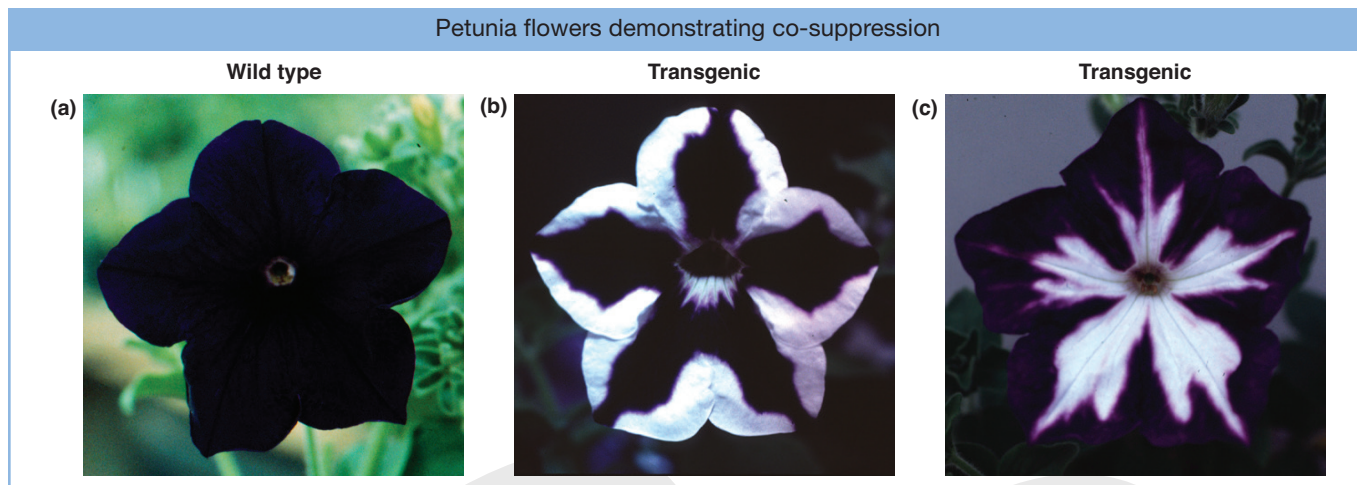 Petunia flowers demonstrating co-suppression
Wild type
Transgenic
Transgenic
(a)
(b)
(c)